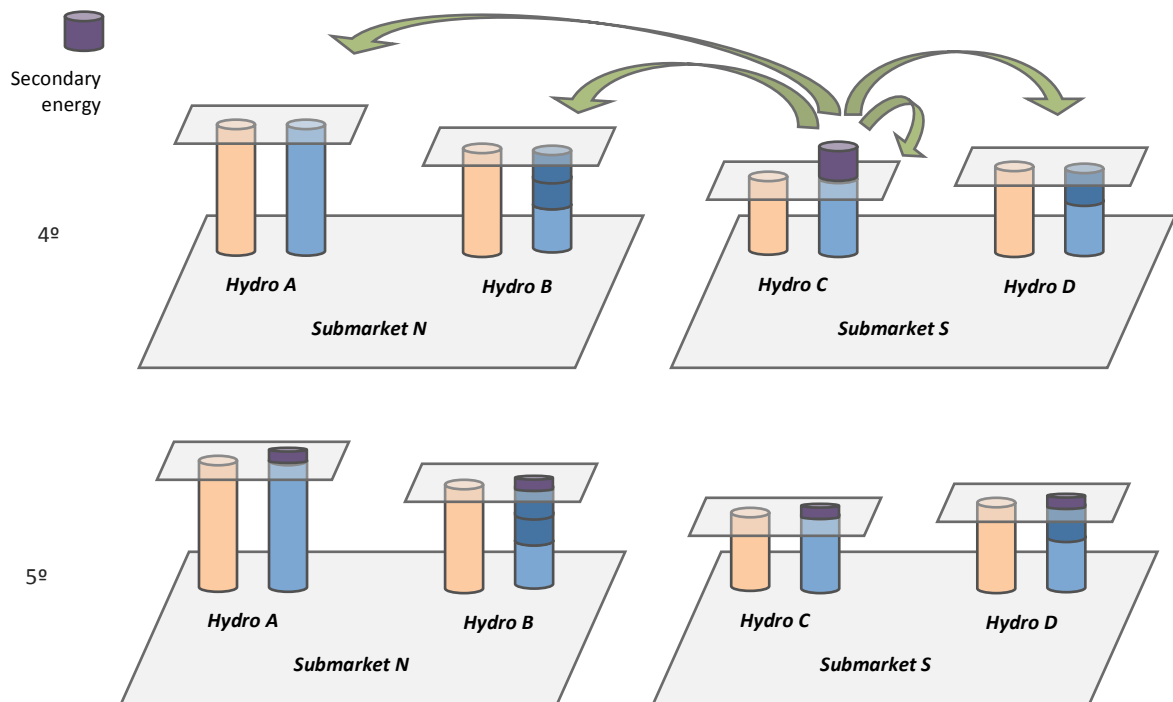 Secondary
energy
4º
Hydro A
Hydro B
Hydro C
Hydro D
Submarket N
Submarket S
5º
Hydro A
Hydro B
Hydro C
Hydro D
Submarket N
Submarket S